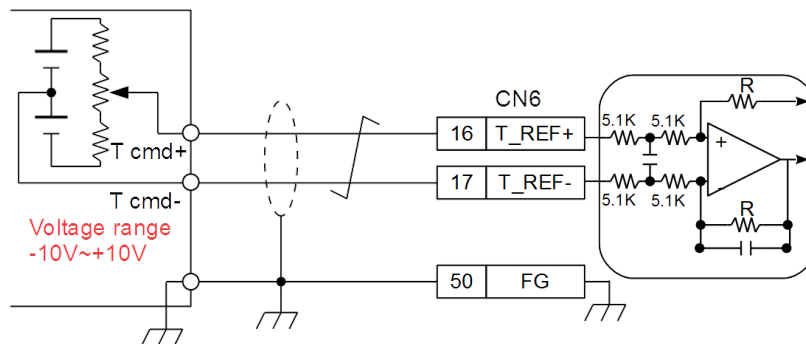 CN6
T cmd+
16 T_REF+
5.1K 5.1K
R
+
T cmd-
17 T_REF-
5.1K 5.1K
-
R
Voltage range
-10V~+10V
50 FG